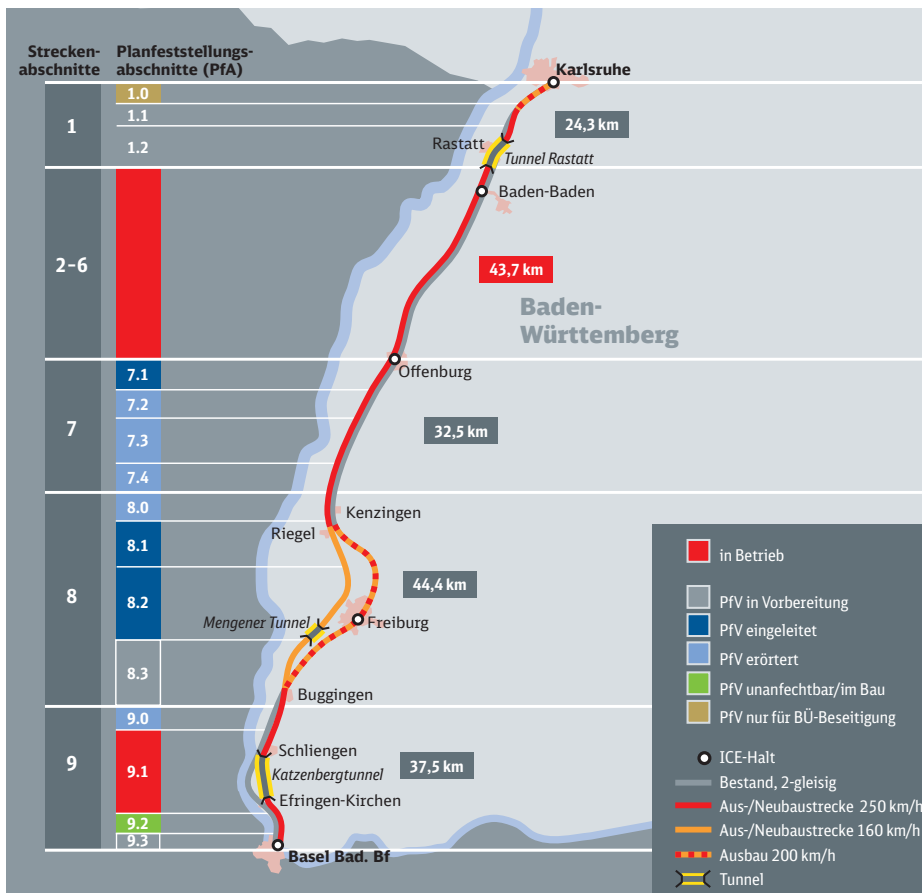 Strecken-
abschnitte
Planfeststellungs-
abschnitte (PfA)
Karlsruhe
1
1.0
1.1
1.2
24,3 km
Rastatt
Tunnel Rastatt
Baden-Baden
2-6
43,7 km
Baden-
Württemberg
Offenburg
7
7.1
7.2
7.3
7.4
32,5 km
8
8.0
8.1
8.2
8.3
Kenzingen
Riegel
44,4 km
Mengener Tunnel
Freiburg
Buggingen
9
9.0
9.1
9.2
9.3
Schliengen
Katzenbergtunnel
37,5 km
Efringen-Kirchen
Basel Bad. Bf
in Betrieb
PfV in Vorbereitung
PfV eingeleitet
PfV erörtert
PfV unanfechtbar/im Bau
PfV nur für BÜ-Beseitigung
ICE-Halt
Bestand, 2-gleisig
Aus-/Neubaustrecke 250 km/h
Aus-/Neubaustrecke 160 km/h
Ausbau 200 km/h
Tunnel